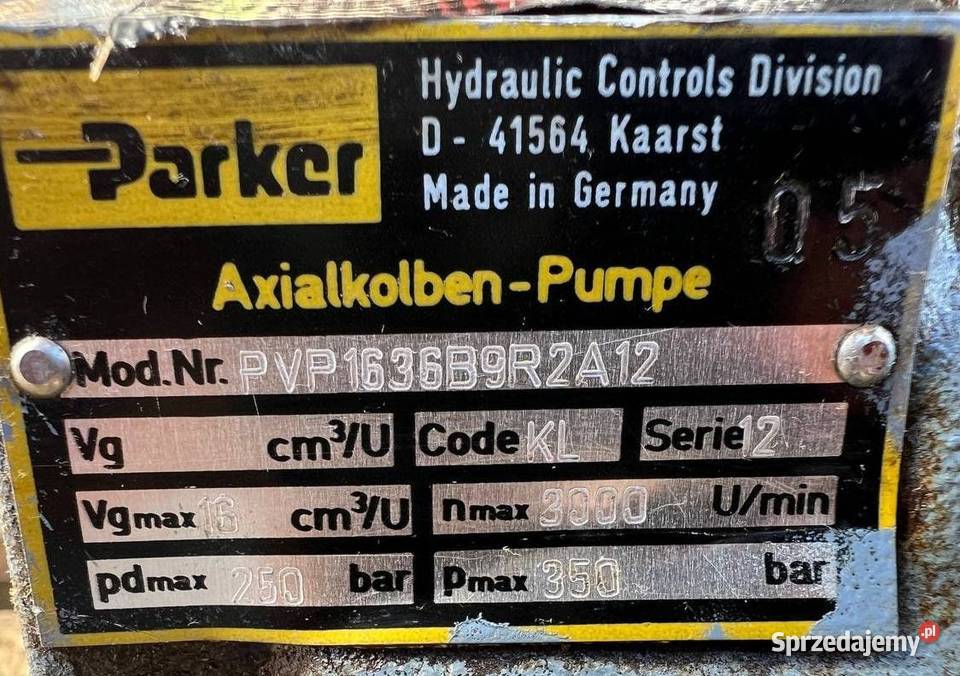 Parker
Hydraulic Controls Division
D- 41564 Kaarst
Made in Germany
05
Axialkolben-Pumpe
Mod.Nr. PVP1636B9R2A12
Vg cm³/U Code KL Serie 12
Vgmax 16 cm³/U nmax 3000 U/min
pdmax 250 bar pmax 350 bar
Sprzedajemy.pl